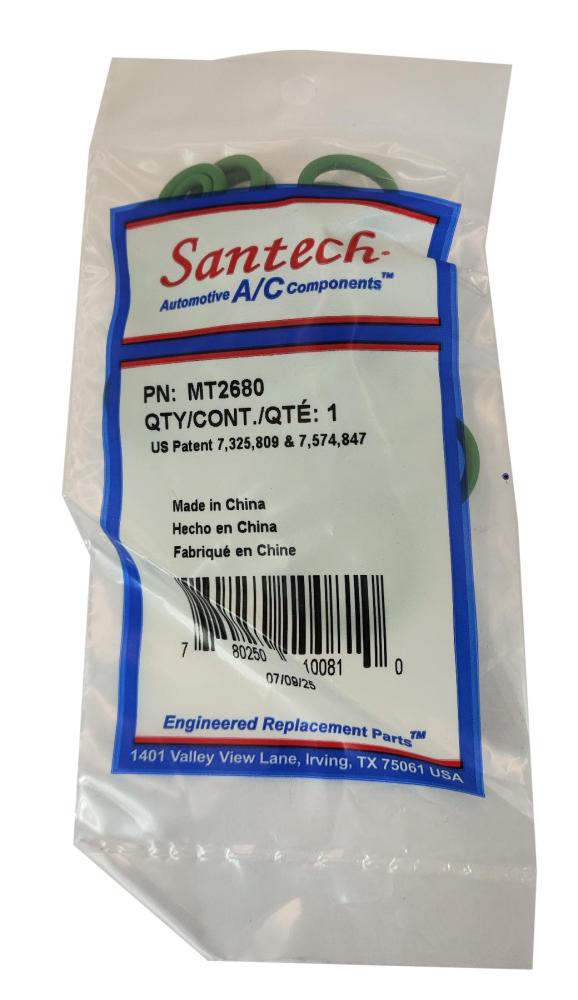 Santech
Automotive A/C Components™
PN: MT2680
QTY/CONT./QTÉ: 1
US Patent 7,325,809 & 7,574,847
Made in China
Hecho en China
Fabriqué en Chine
7 80250 10081 0
07/09/25
Engineered Replacement Parts™
1401 Valley View Lane, Irving, TX 75061 USA